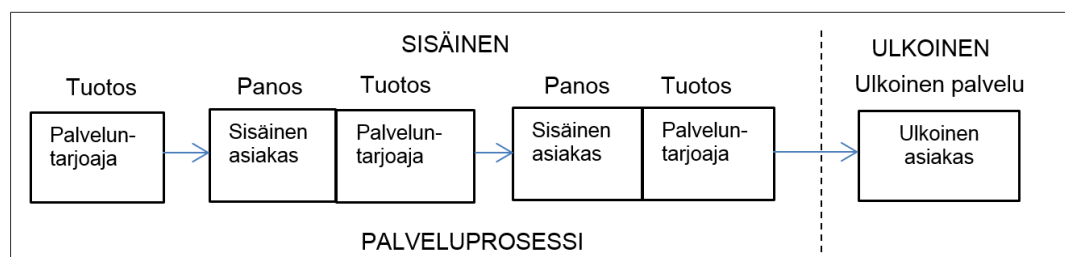 SISÄINEN
ULKOINEN
Tuotos
Panos
Tuotos
Panos
Tuotos
Ulkoinen palvelu
Palvelun-
tarjoaja
Sisäinen
asiakas
Palvelun-
tarjoaja
Sisäinen
asiakas
Palvelun-
tarjoaja
Ulkoinen
asiakas
PALVELUPROSESSI